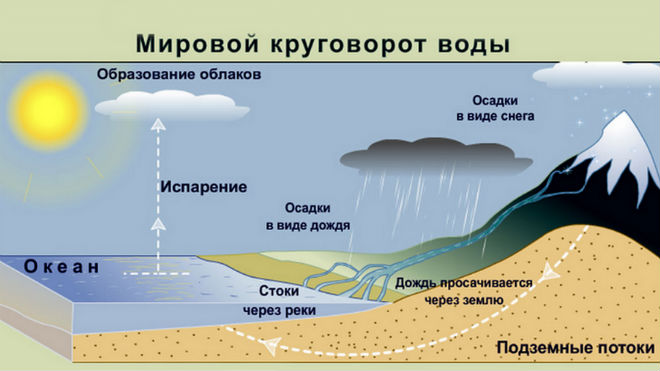 Мировой круговорот воды
Образование облаков
Осадки
в виде снега
Испарение
Осадки
в виде дождя
Океан
Стоки
через реки
Дождь просачивается
через землю
Подземные потоки